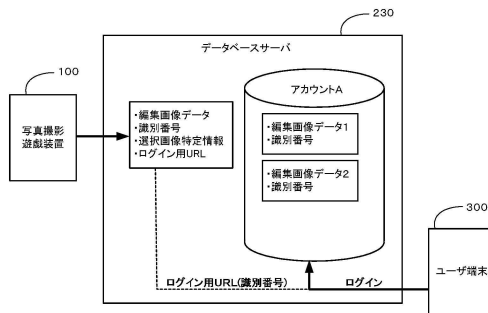 230
データベースサーバ
100
写真撮影
遊戯装置
・編集画像データ
・識別番号
・選択画像特定情報
・ログイン用URL
アカウントA
・編集画像データ1
・識別番号
・編集画像データ2
・識別番号
300
ユーザ端末
ログイン用URL(識別番号)
ログイン